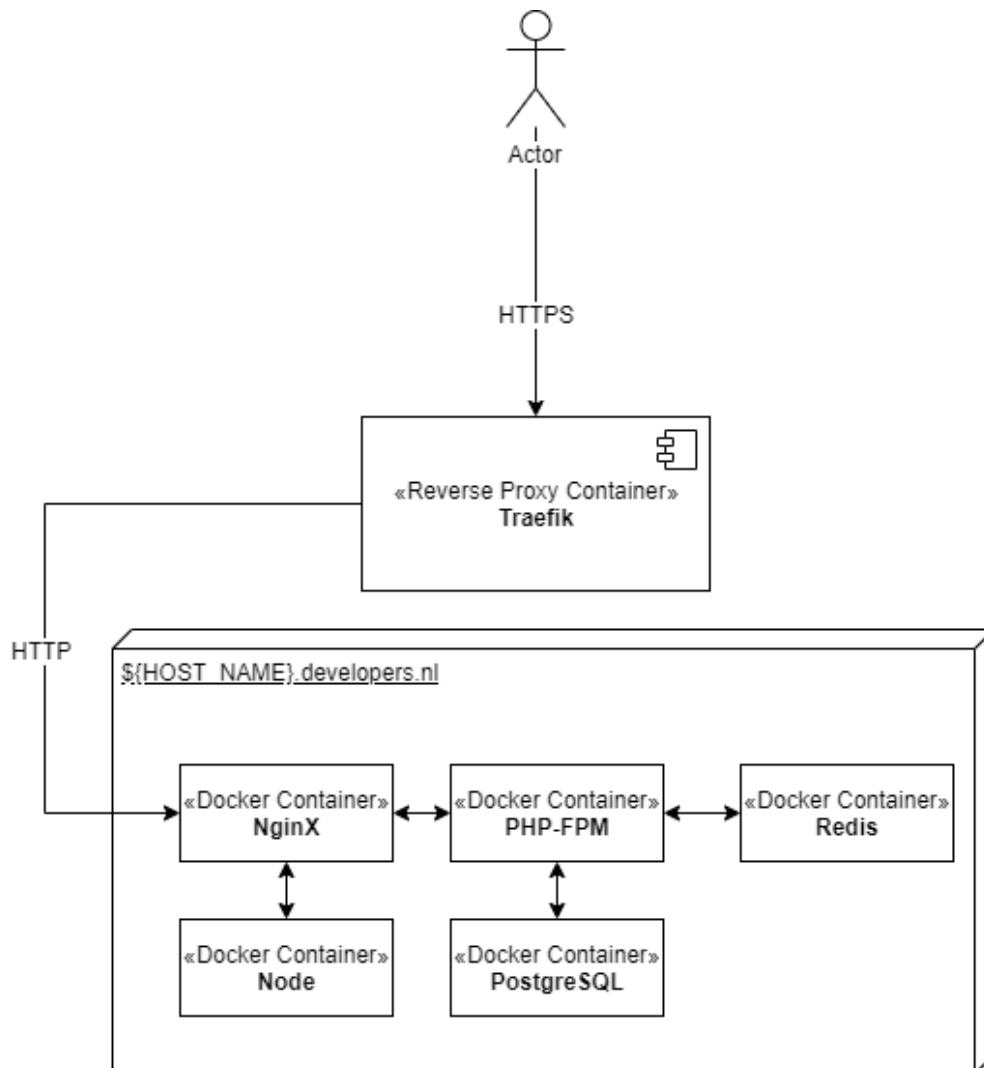 Actor
HTTPS
«Reverse Proxy Container»
Traefik
HTTP
${HOST_NAME}.developers.nl
«Docker Container»
NginX
«Docker Container»
PHP-FPM
«Docker Container»
Redis
«Docker Container»
Node
«Docker Container»
PostgreSQL